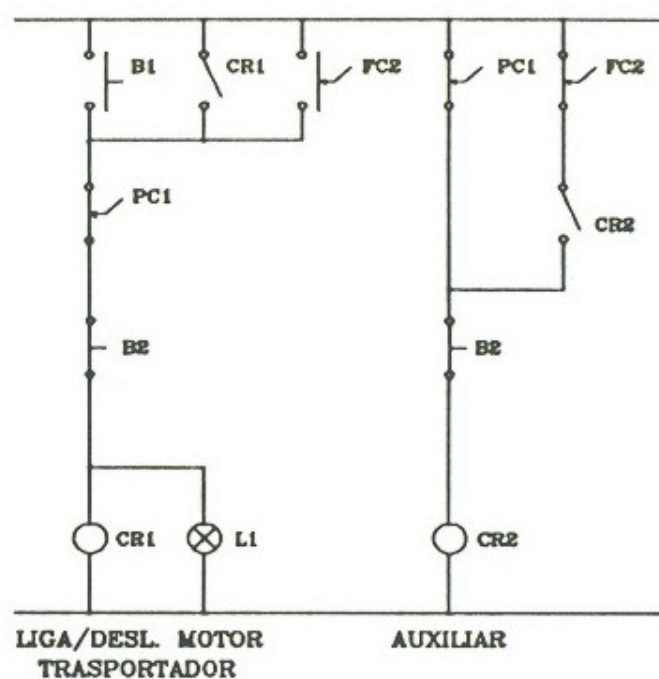 B1 CR1 FC2 PC1 FC2
PC1
CR2
B2 B2
CR1 L1 CR2
LIGA/DESL. MOTOR AUXILIAR
TRASPORTADOR